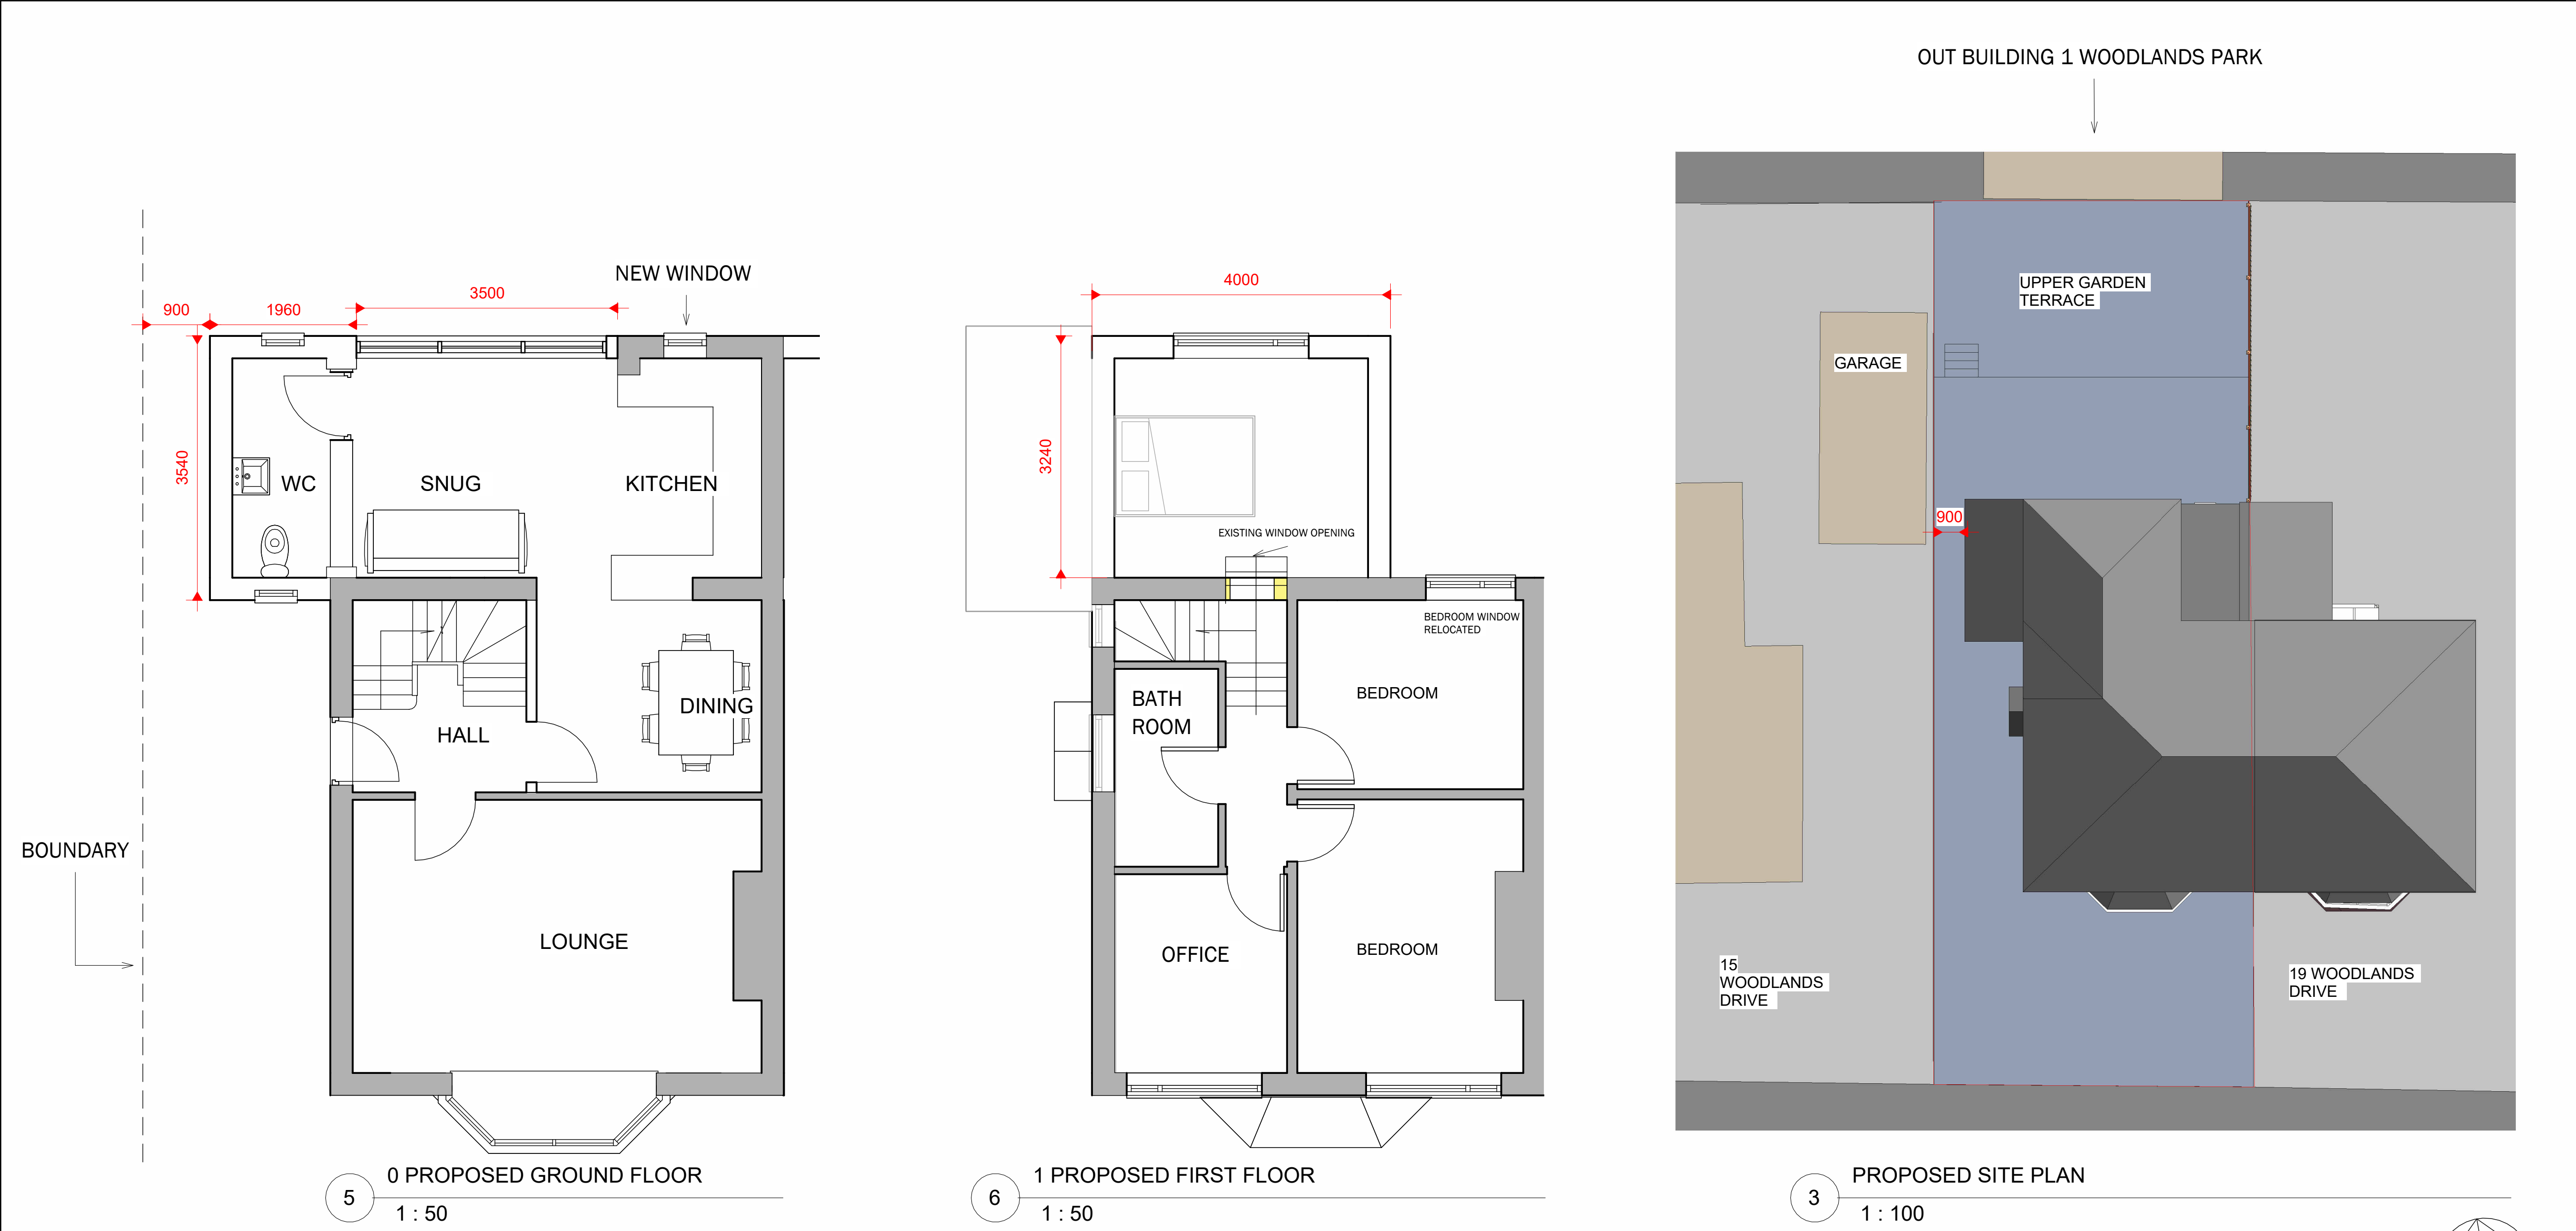 OUT BUILDING 1 WOODLANDS PARK
NEW WINDOW
900
1960
3500
3540
WC
SNUG
KITCHEN
DINING
HALL
BOUNDARY
LOUNGE
5
0 PROPOSED GROUND FLOOR
1 : 50
4000
3240
EXISTING WINDOW OPENING
BEDROOM WINDOW
RELOCATED
BATH
ROOM
BEDROOM
OFFICE
BEDROOM
6
1 PROPOSED FIRST FLOOR
1 : 50
UPPER GARDEN
TERRACE
GARAGE
900
15
WOODLANDS
DRIVE
19 WOODLANDS
DRIVE
3
PROPOSED SITE PLAN
1 : 100